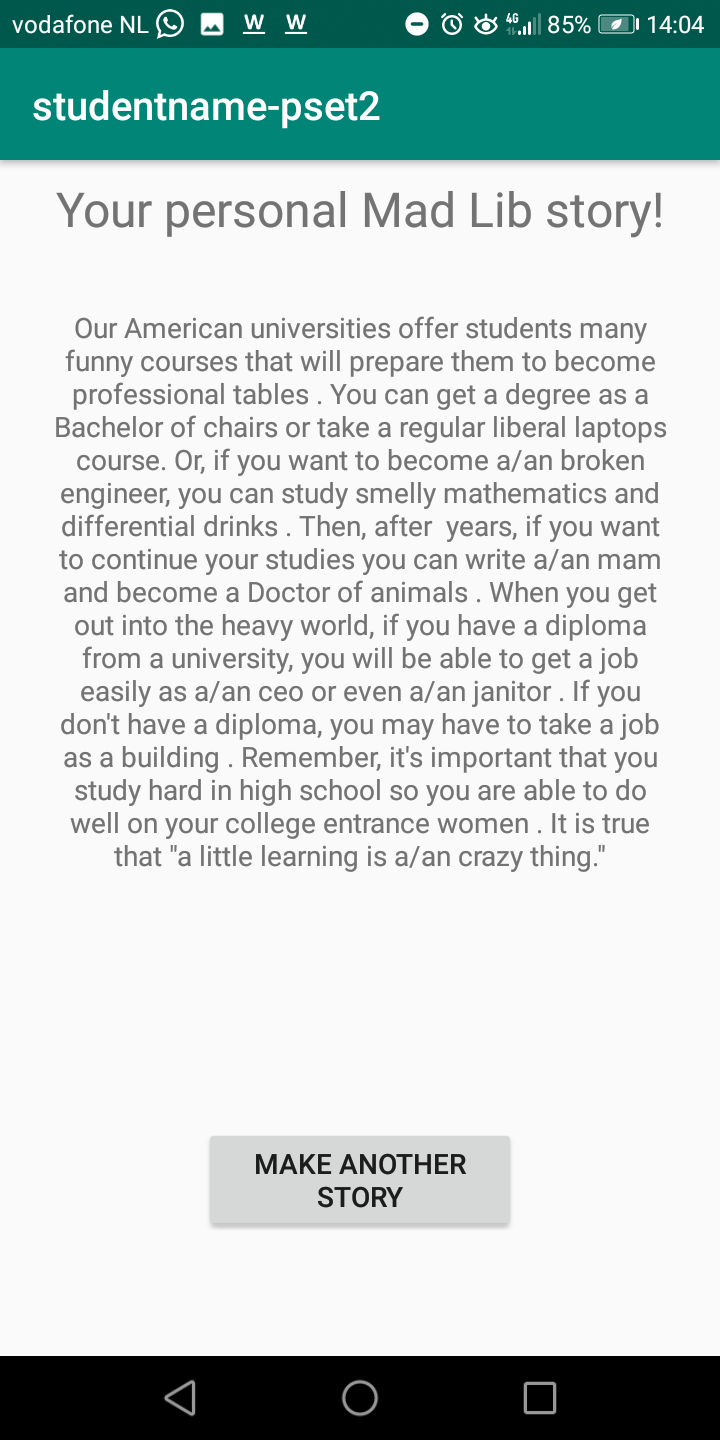 vodafone NL W W 4G 85% 14:04
studentname-pset2
Your personal Mad Lib story!
Our American universities offer students many
funny courses that will prepare them to become
professional tables . You can get a degree as a
Bachelor of chairs or take a regular liberal laptops
course. Or, if you want to become a/an broken
engineer, you can study smelly mathematics and
differential drinks . Then, after  years, if you want
to continue your studies you can write a/an mam
and become a Doctor of animals . When you get
out into the heavy world, if you have a diploma
from a university, you will be able to get a job
easily as a/an ceo or even a/an janitor . If you
don't have a diploma, you may have to take a job
as a building . Remember, it's important that you
study hard in high school so you are able to do
well on your college entrance women . It is true
that "a little learning is a/an crazy thing."
MAKE ANOTHER
STORY